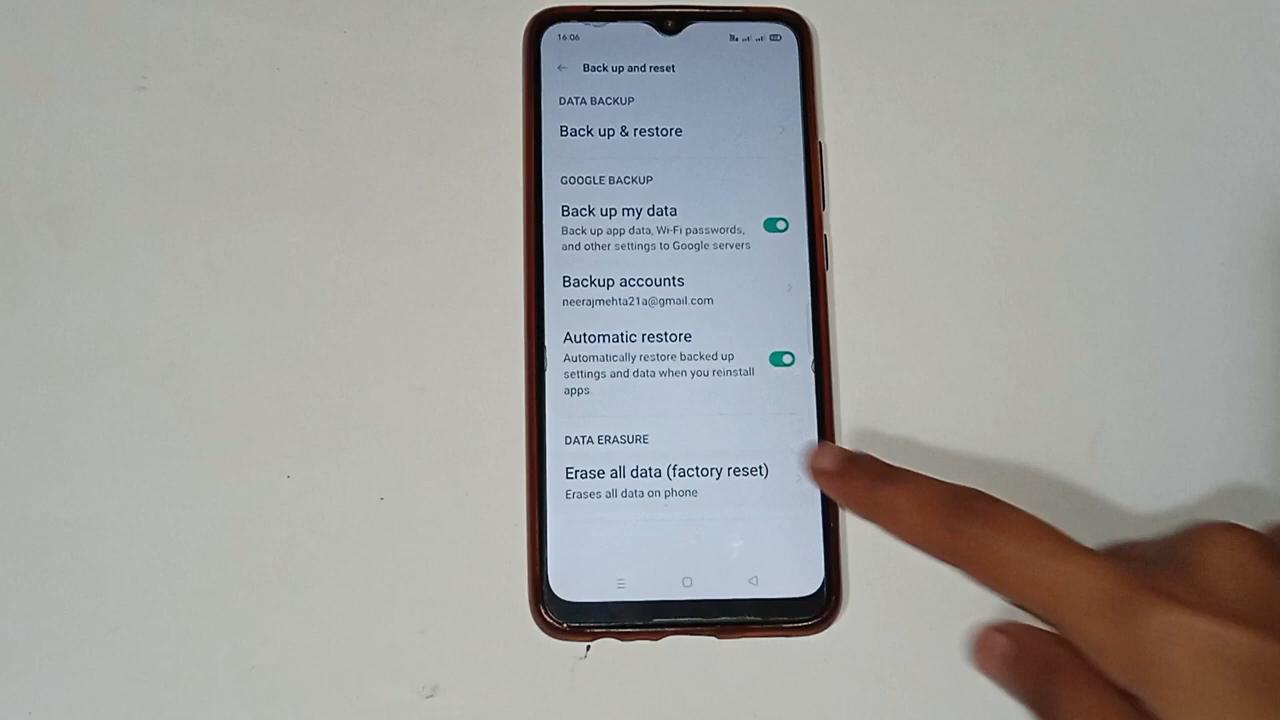 16:06
Back up and reset
DATA BACKUP
Back up & restore
GOOGLE BACKUP
Back up my data
Back up app data, Wi-Fi passwords,
and other settings to Google servers
Backup accounts
neerajmehta21a@gmail.com
Automatic restore
Automatically restore backed up
settings and data when you reinstall
apps.
DATA ERASURE
Erase all data (factory reset)
Erases all data on phone